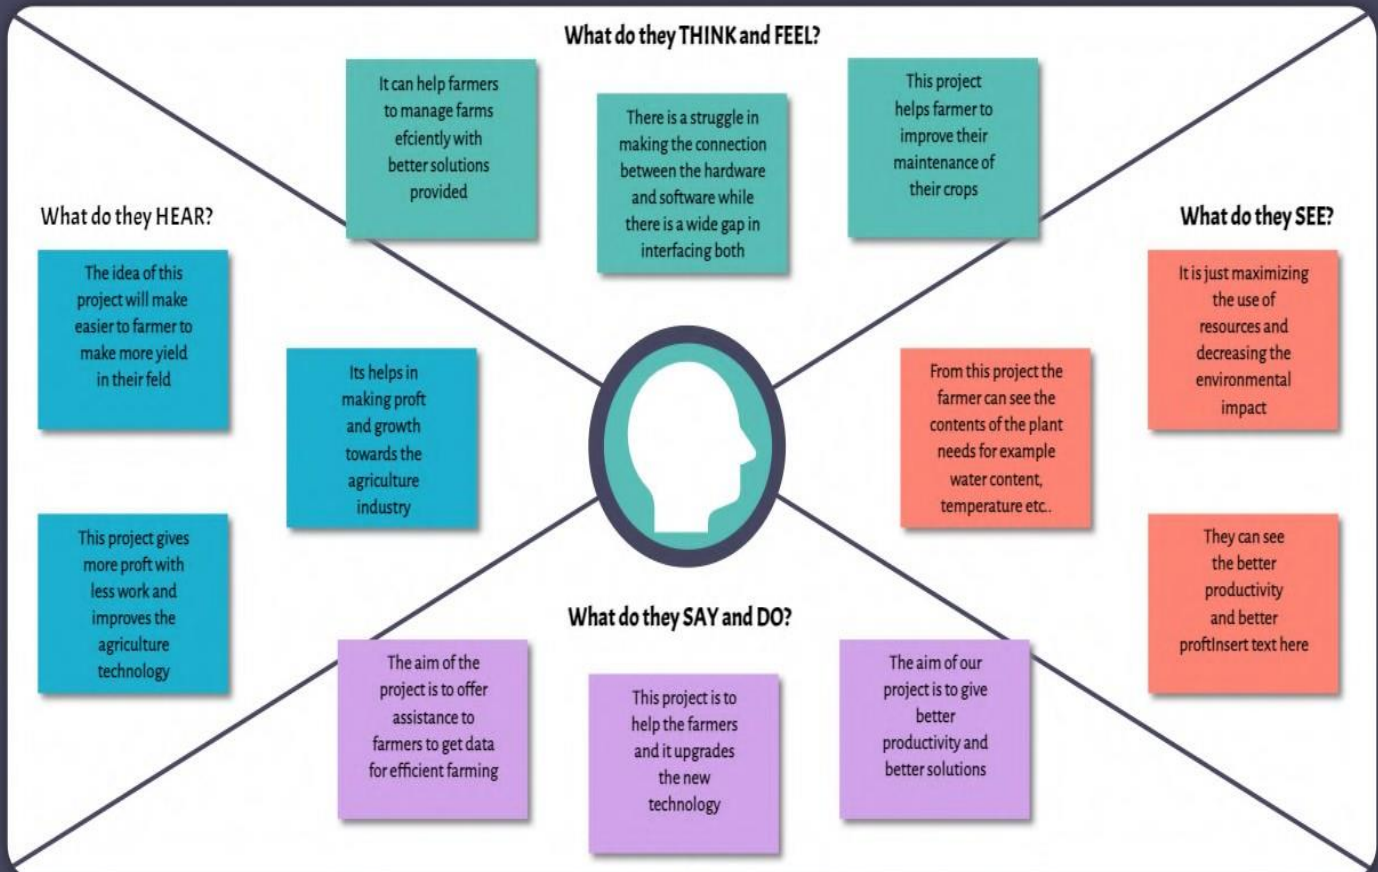 What do they THINK and FEEL?
It can help farmers
to manage farms
efciently with
better solutions
provided
There is a struggle in
making the connection
between the hardware
and software while
there is a wide gap in
interfacing both
This project
helps farmer to
improve their
maintenance of
their crops
What do they HEAR?
The idea of this
project will make
easier to farmer to
make more yield
in their feld
Its helps in
making proft
and growth
towards the
agriculture
industry
This project gives
more proft with
less work and
improves the
agriculture
technology
What do they SEE?
It is just maximizing
the use of
resources and
decreasing the
environmental
impact
From this project the
farmer can see the
contents of the plant
needs for example
water content,
temperature etc..
They can see
the better
productivity
and better
proftInsert text here
What do they SAY and DO?
The aim of the
project is to offer
assistance to
farmers to get data
for efficient farming
This project is to
help the farmers
and it upgrades
the new
technology
The aim of our
project is to give
better
productivity and
better solutions